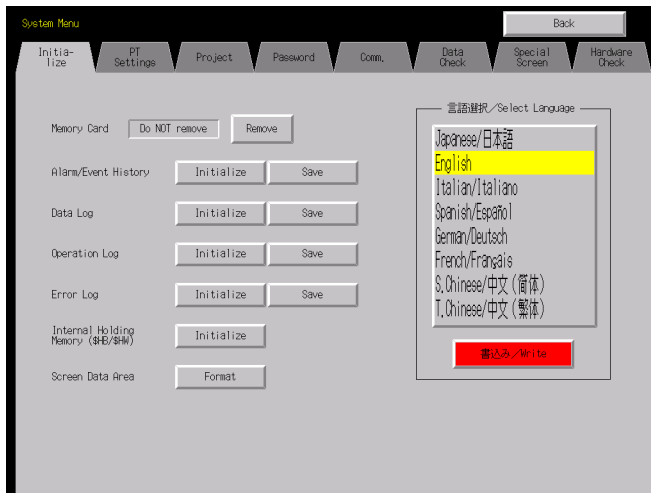 System Menu
Back
Initia-
lize
PT
Settings
Project
Password
Comm.
Data
Check
Special
Screen
Hardware
Check
Memory Card
Do NOT remove
Remove
Alarm/Event History
Initialize
Save
Data Log
Initialize
Save
Operation Log
Initialize
Save
Error Log
Initialize
Save
Internal Holding
Memory ($HB/$HW)
Initialize
Screen Data Area
Format
言語選択/Select Language
Japanese/日本語
English
Italian/Italiano
Spanish/Español
German/Deutsch
French/Français
S.Chinese/中文(简体)
T.Chinese/中文(繁体)
書込み/Write